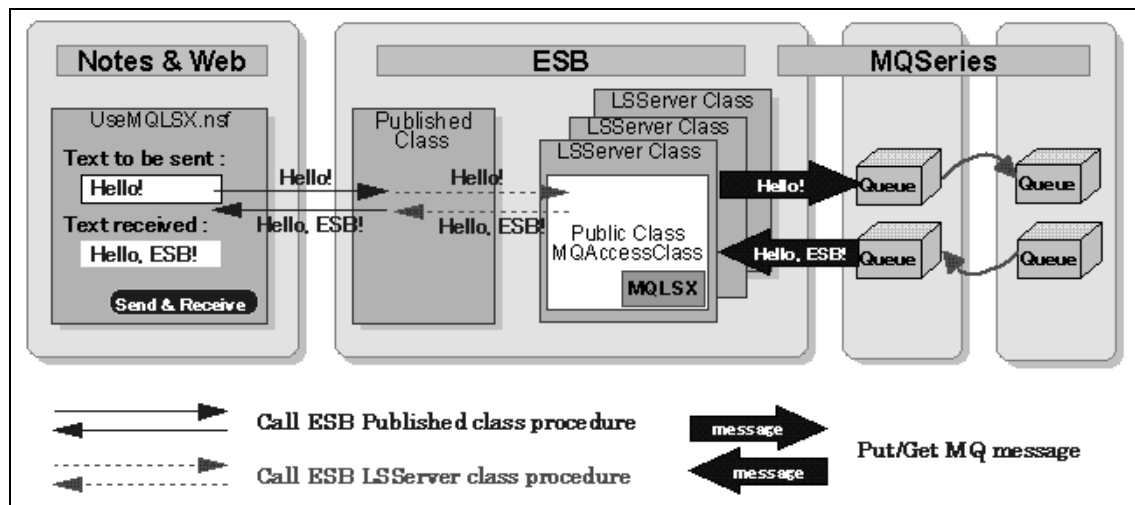 Notes & Web
ESB
MQSeries
UseMQLSX.nsf
Text to be sent :
Hello!
Text received :
Hello, ESB!
Send & Receive
Hello!
Hello, ESB!
Published
Class
Hello!
Hello, ESB!
LSServer Class
LSServer Class
LSServer Class
Public Class
MQAccessClass
MQLSX
Hello!
Hello, ESB!
Queue
Queue
Queue
Queue
Call ESB Published class procedure
Call ESB LSServer class procedure
message
message
Put/Get MQ message